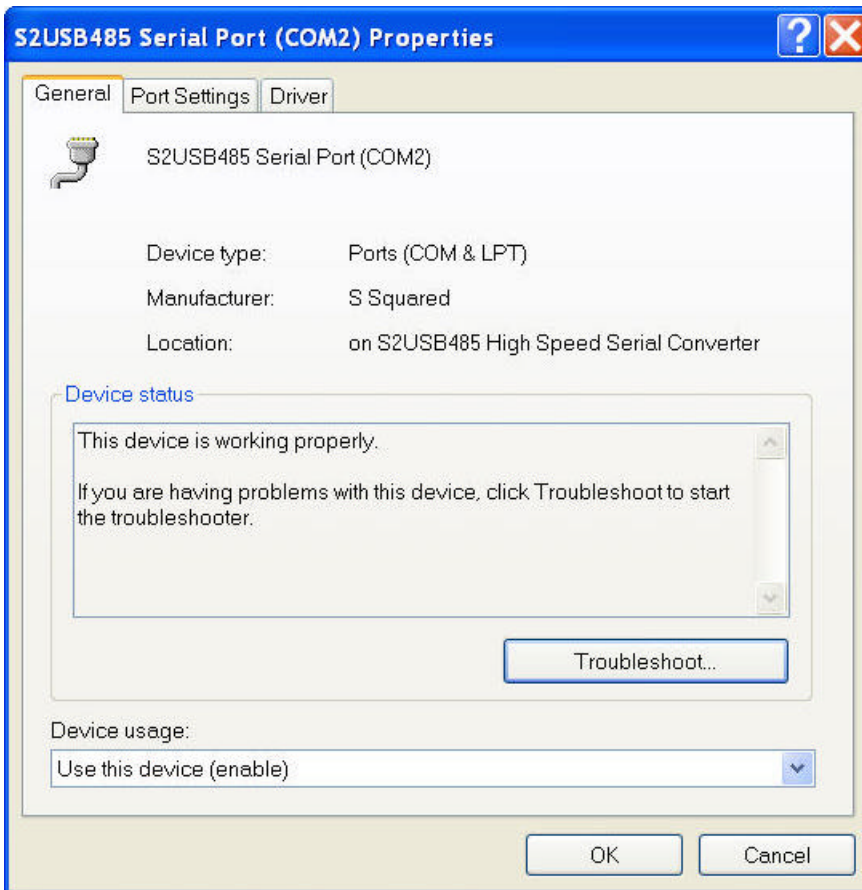 S2USB485 Serial Port (COM2) Properties
?
General Port Settings Driver
S2USB485 Serial Port (COM2)
Device type: Ports (COM & LPT)
Manufacturer: S Squared
Location: on S2USB485 High Speed Serial Converter
Device status
This device is working properly.
If you are having problems with this device, click Troubleshoot to start
the troubleshooter.
Troubleshoot...
Device usage:
Use this device (enable)
OK Cancel